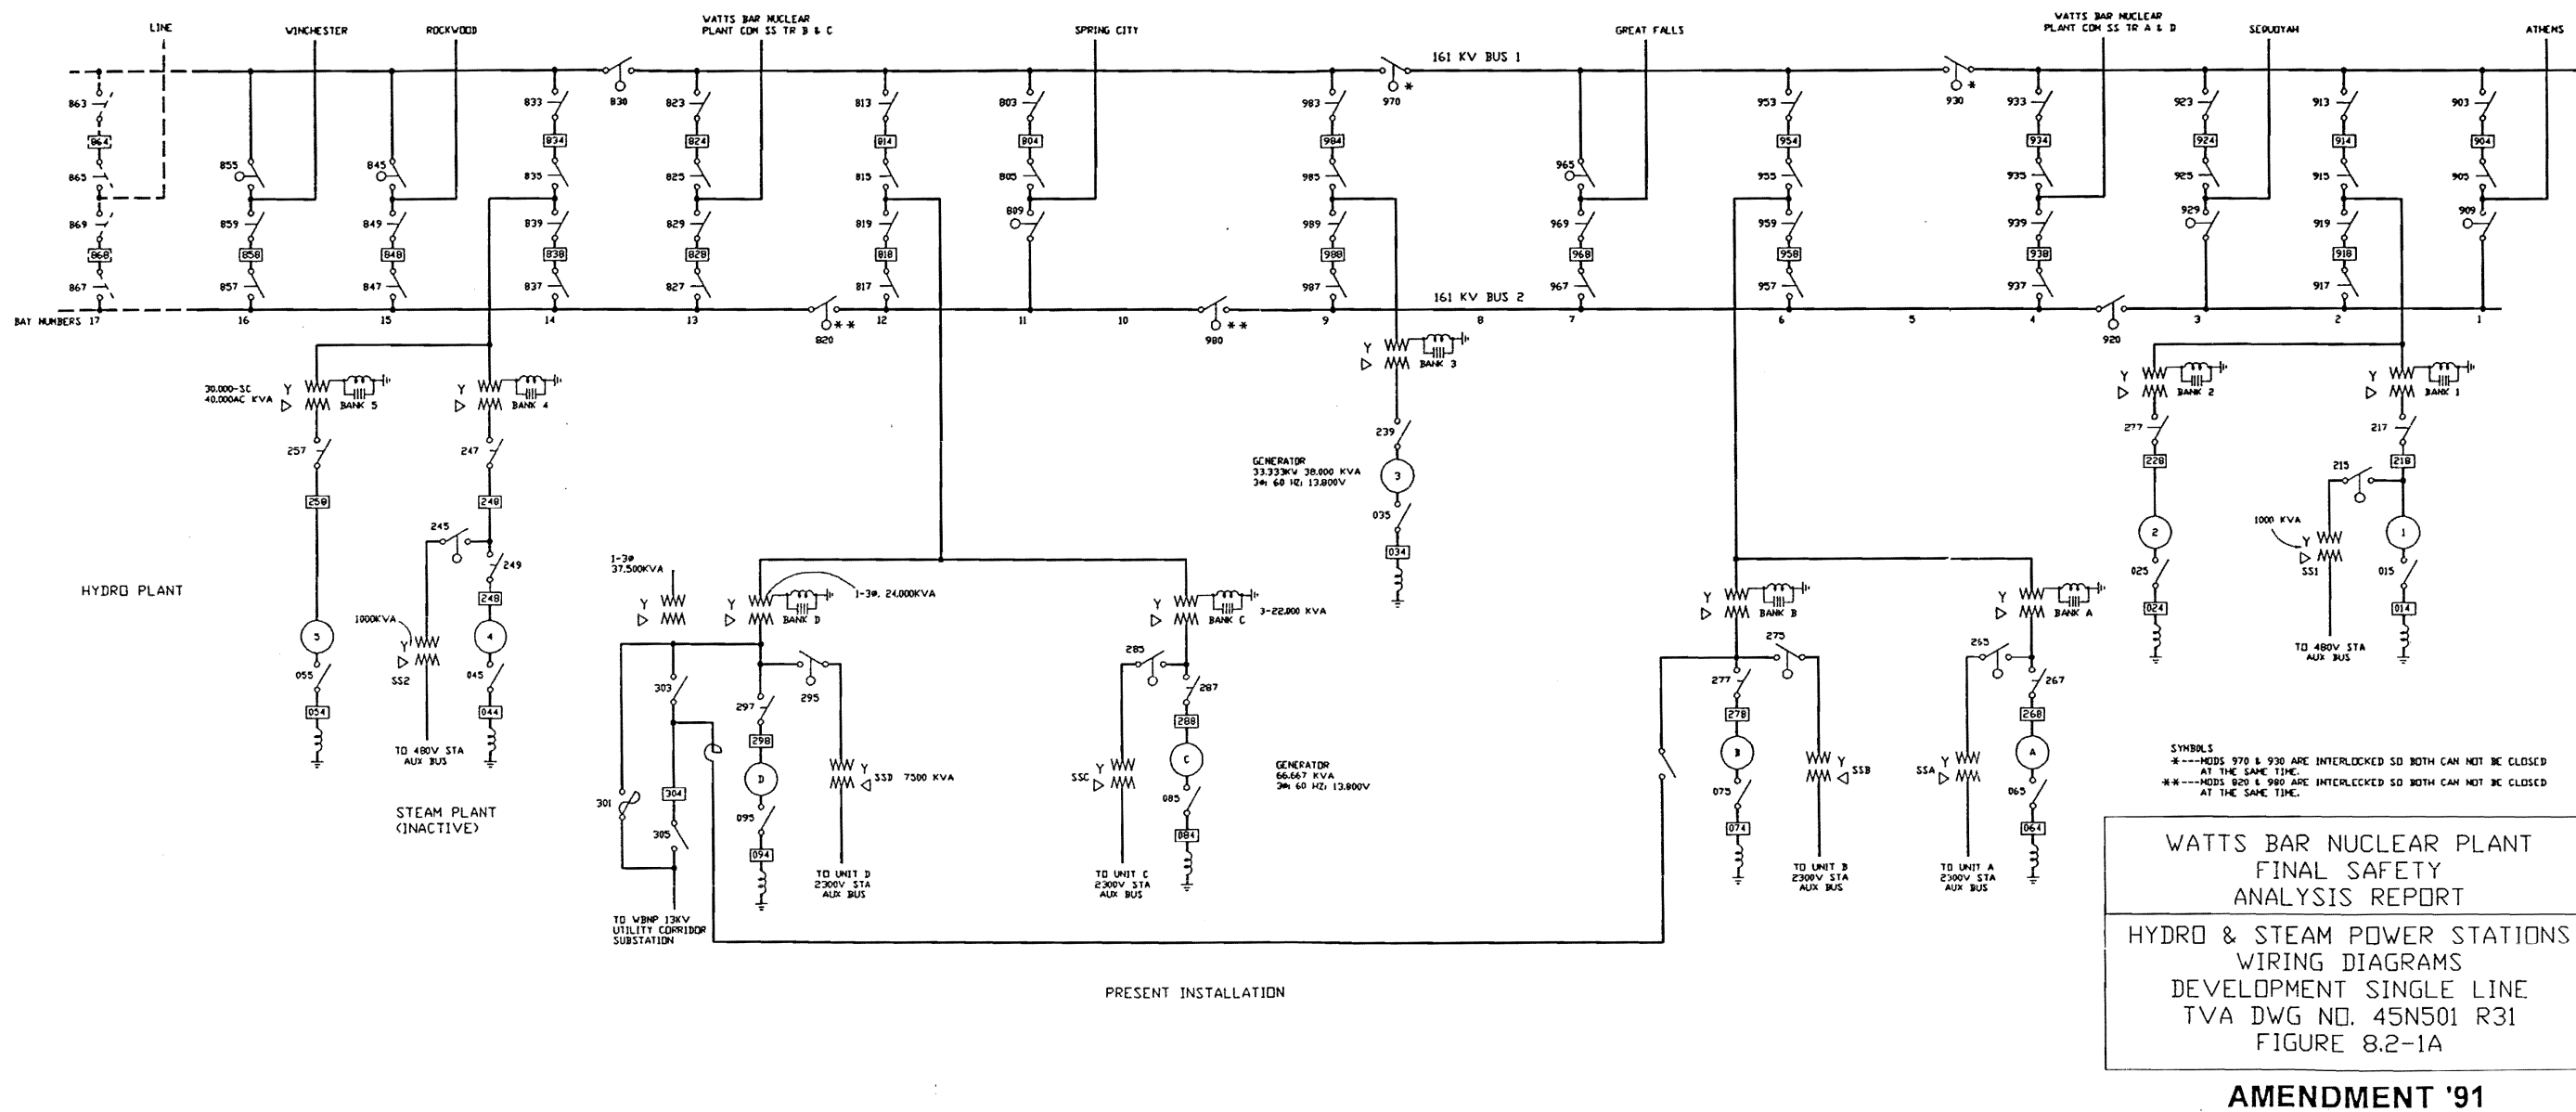 LINE
WINCHESTER
ROCKWOOD
WATTS BAR NUCLEAR
PLANT COM SS TR B & C
SPRING CITY
GREAT FALLS
WATTS BAR NUCLEAR
PLANT COM SS TR A & D
SEQUOYAH
ATHENS
161 KV BUS 1
830
970 *
930 *
863
833
823
813
803
983
953
933
923
913
903
864
834
824
814
804
984
954
934
924
914
904
865
855
845
835
825
815
805
985
965
955
935
925
915
905
869
859
849
839
829
819
809
989
969
959
939
929
919
909
868
858
848
838
828
818
988
968
958
938
918
867
857
847
837
827
817
987
967
957
937
917
161 KV BUS 2
BAY NUMBERS 17
16
15
14
13
12
11
10
9
8
7
6
5
4
3
2
1
820 * *
980 * *
920
30.000-SC
40.000AC KVA
Y
BANK 5
Y
BANK 4
Y
BANK 3
Y
BANK 2
Y
BANK 1
257
247
239
277
217
258
248
228
218
GENERATOR
33.333KW 38.000 KVA
3ø; 60 HZ; 13.800V
3
035
034
245
249
248
215
1000 KVA
Y
SS1
2
1
025
015
024
014
TO 480V STA
AUX BUS
HYDRO PLANT
1000KVA
Y
SS2
5
4
055
045
054
044
TO 480V STA
AUX BUS
STEAM PLANT
(INACTIVE)
1-3ø
37.500KVA
Y
Y
BANK D
1-3ø, 24.000KVA
Y
BANK C
3-22.000 KVA
Y
BANK B
Y
BANK A
303
297
295
285
287
277
275
265
267
298
288
278
268
301
304
305
D
C
B
A
Y
SSD 7500 KVA
SSC
Y
Y
SSB
SSA
Y
GENERATOR
66.667 KVA
3ø; 60 HZ; 13.800V
095
085
075
065
094
084
074
064
TO WBNP 13KV
UTILITY CORRIDOR
SUBSTATION
TO UNIT D
2300V STA
AUX BUS
TO UNIT C
2300V STA
AUX BUS
TO UNIT B
2300V STA
AUX BUS
TO UNIT A
2300V STA
AUX BUS
PRESENT INSTALLATION
SYMBOLS
*---MODS 970 & 930 ARE INTERLOCKED SO BOTH CAN NOT BE CLOSED
AT THE SAME TIME.
**---MODS 820 & 980 ARE INTERLECKED SO BOTH CAN NOT BE CLOSED
AT THE SAME TIME.
WATTS BAR NUCLEAR PLANT
FINAL SAFETY
ANALYSIS REPORT
HYDRO & STEAM POWER STATIONS
WIRING DIAGRAMS
DEVELOPMENT SINGLE LINE
TVA DWG NO. 45N501 R31
FIGURE 8.2-1A
AMENDMENT '91